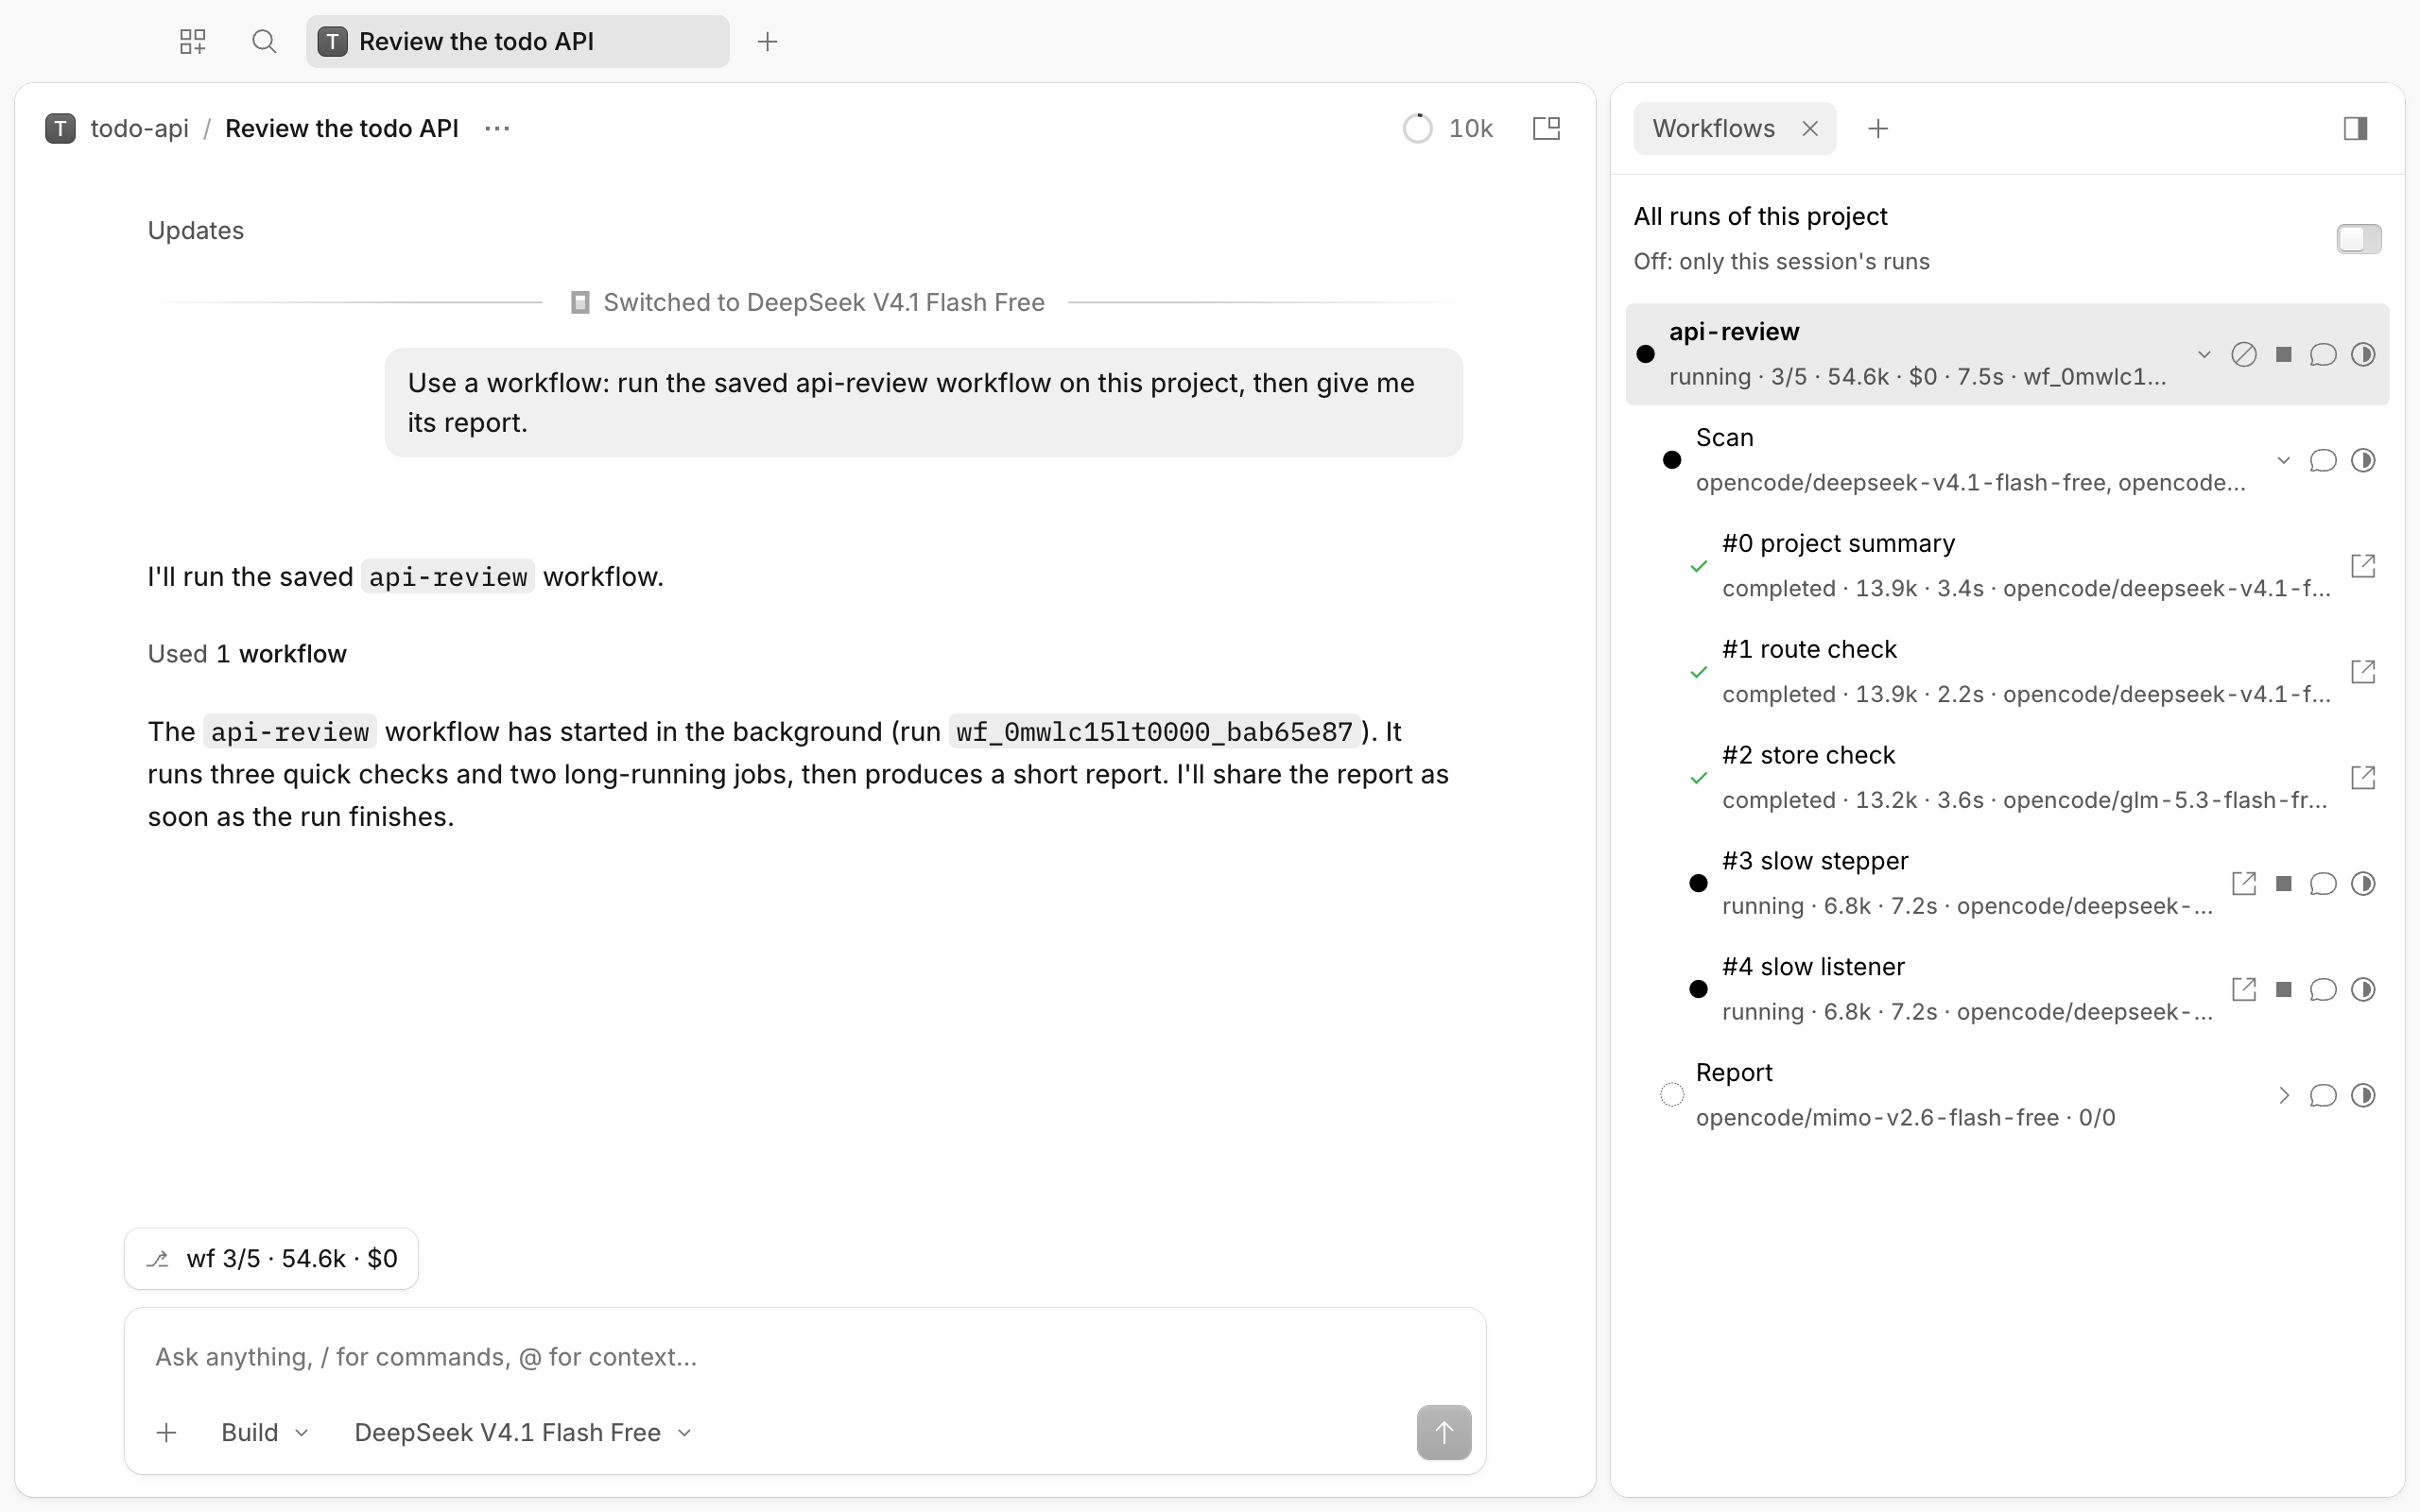 T Review the todo API
T todo-api / Review the todo API ···
10k
Updates
Switched to DeepSeek V4.1 Flash Free
Use a workflow: run the saved api-review workflow on this project, then give me
its report.
I'll run the saved api-review workflow.
Used 1 workflow
The api-review workflow has started in the background (run wf_0mwlc15lt0000_bab65e87). It
runs three quick checks and two long-running jobs, then produces a short report. I'll share the report as
soon as the run finishes.
wf 3/5 · 54.6k · $0
Ask anything, / for commands, @ for context...
Build
DeepSeek V4.1 Flash Free
Workflows
All runs of this project
Off: only this session's runs
api-review
running · 3/5 · 54.6k · $0 · 7.5s · wf_0mwlc1...
Scan
opencode/deepseek-v4.1-flash-free, opencode...
#0 project summary
completed · 13.9k · 3.4s · opencode/deepseek-v4.1-f...
#1 route check
completed · 13.9k · 2.2s · opencode/deepseek-v4.1-f...
#2 store check
completed · 13.2k · 3.6s · opencode/glm-5.3-flash-fr...
#3 slow stepper
running · 6.8k · 7.2s · opencode/deepseek-...
#4 slow listener
running · 6.8k · 7.2s · opencode/deepseek-...
Report
opencode/mimo-v2.6-flash-free · 0/0